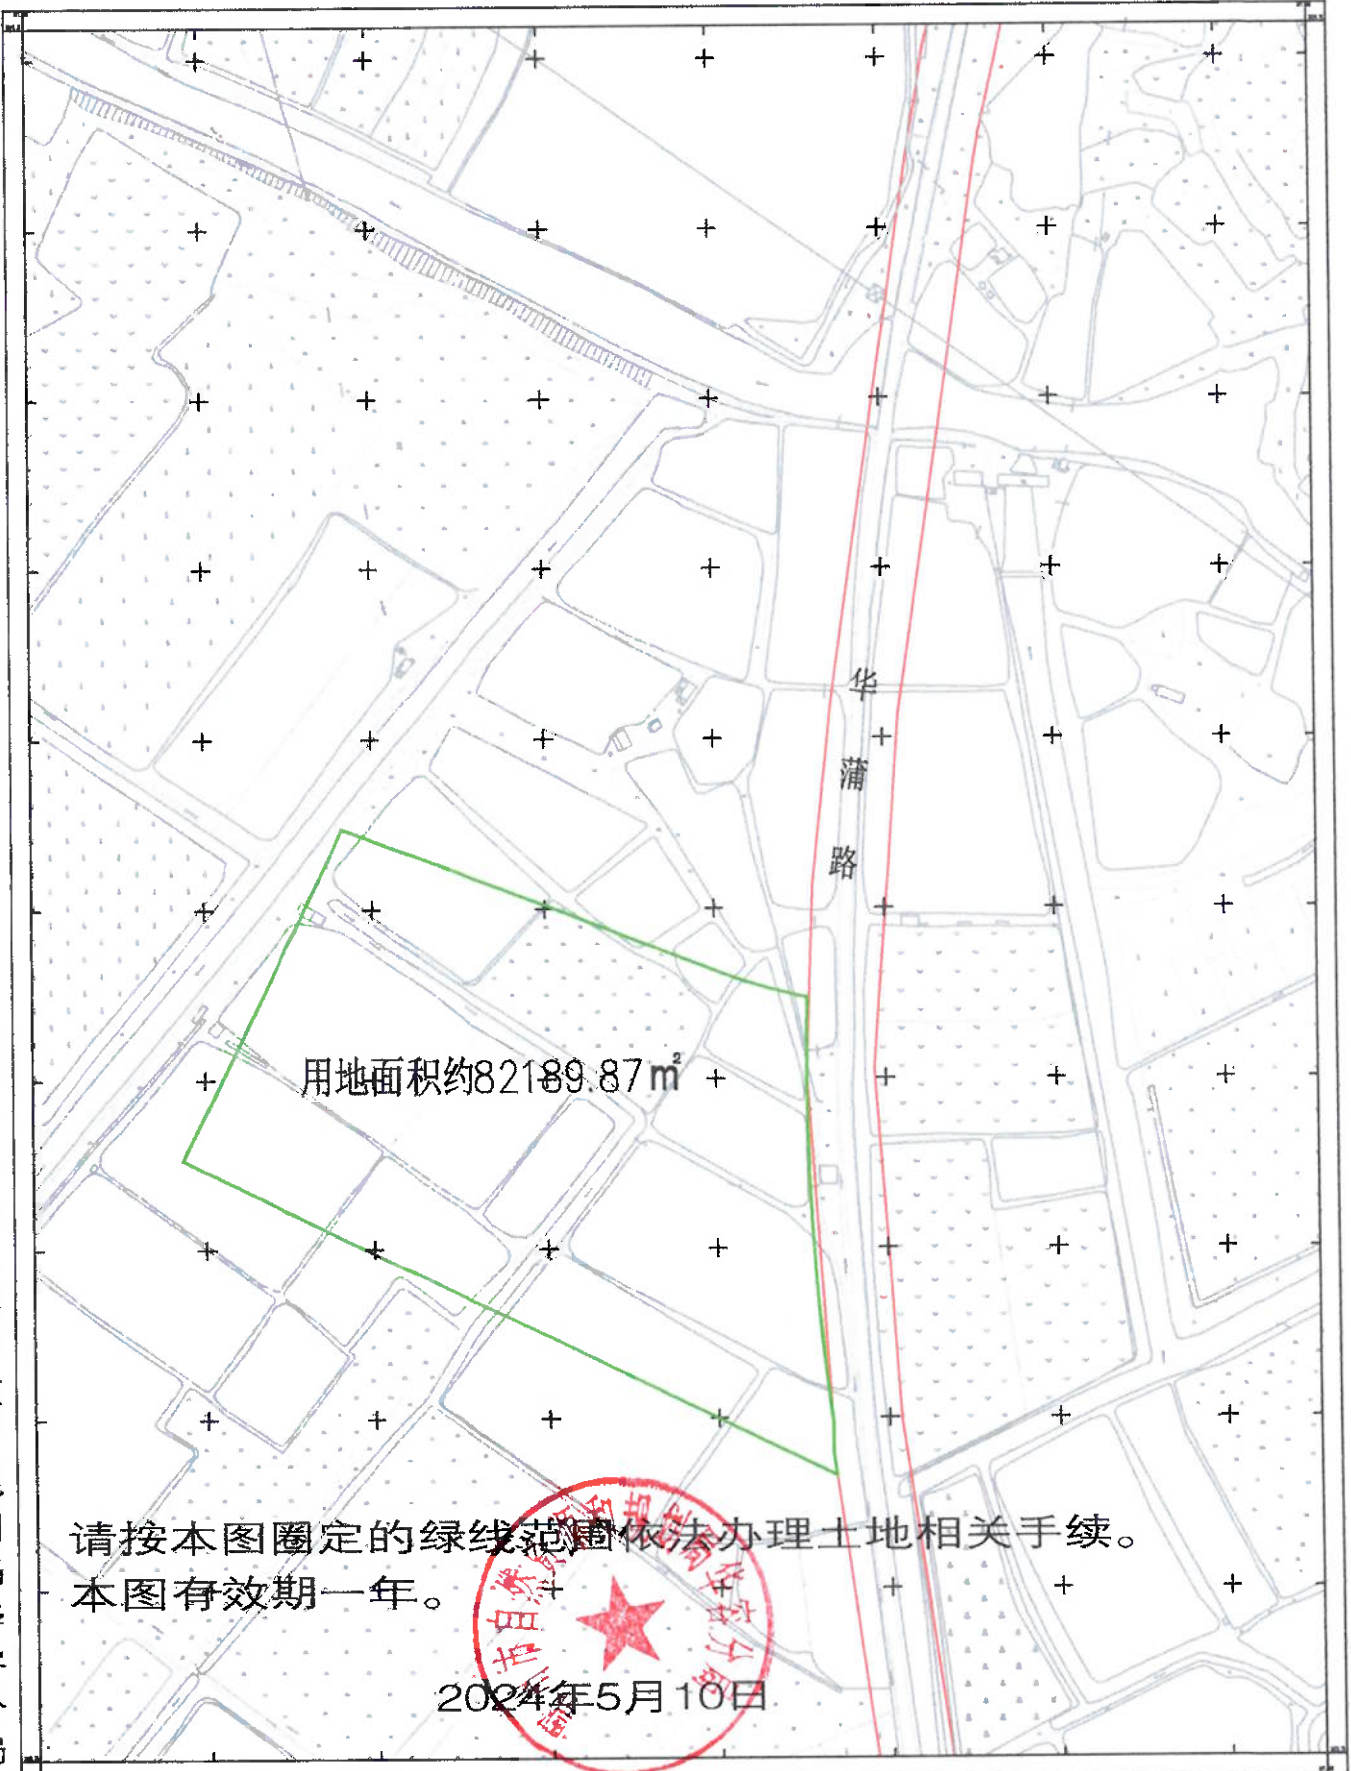 华
蒲
路
用地面积约82189.87㎡
请按本图圈定的绿线范围依法办理土地相关手续。
本图有效期一年。
2024年5月10日